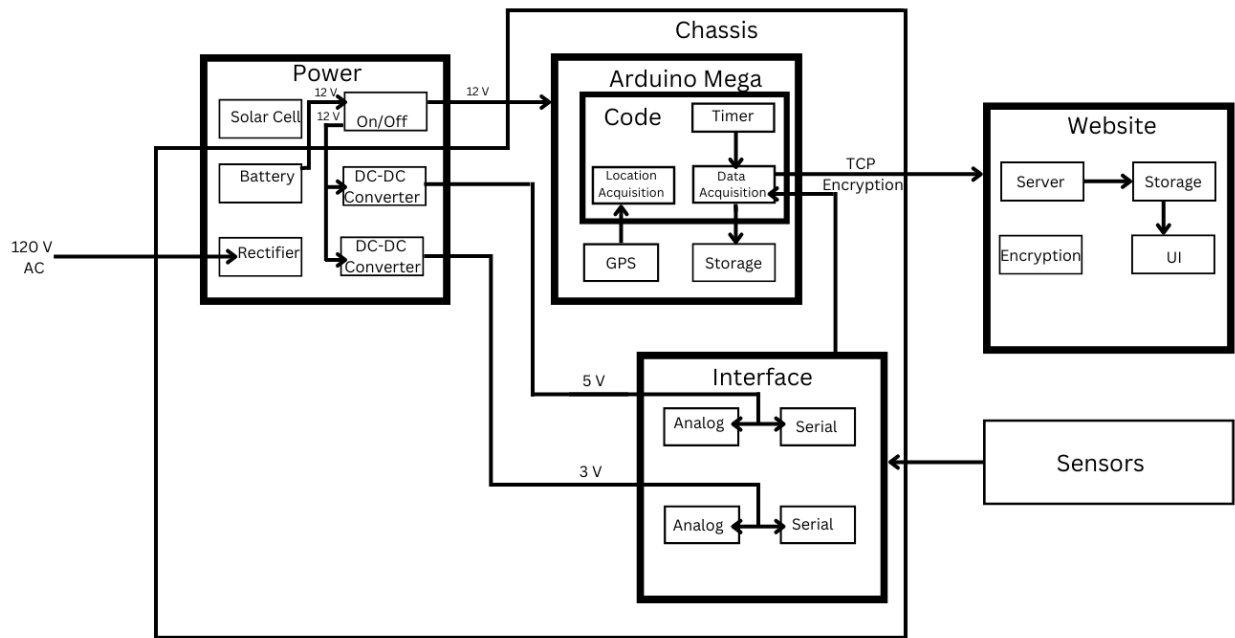 Chassis
Power
Arduino Mega
12 V
12 V
12 V
Solar Cell
On/Off
Code
Timer
Website
Battery
DC-DC
Converter
Location
Acquisition
Data
Acquisition
TCP
Encryption
Server
Storage
120 V
AC
Rectifier
DC-DC
Converter
GPS
Storage
Encryption
UI
Interface
5 V
Analog
Serial
Sensors
3 V
Analog
Serial